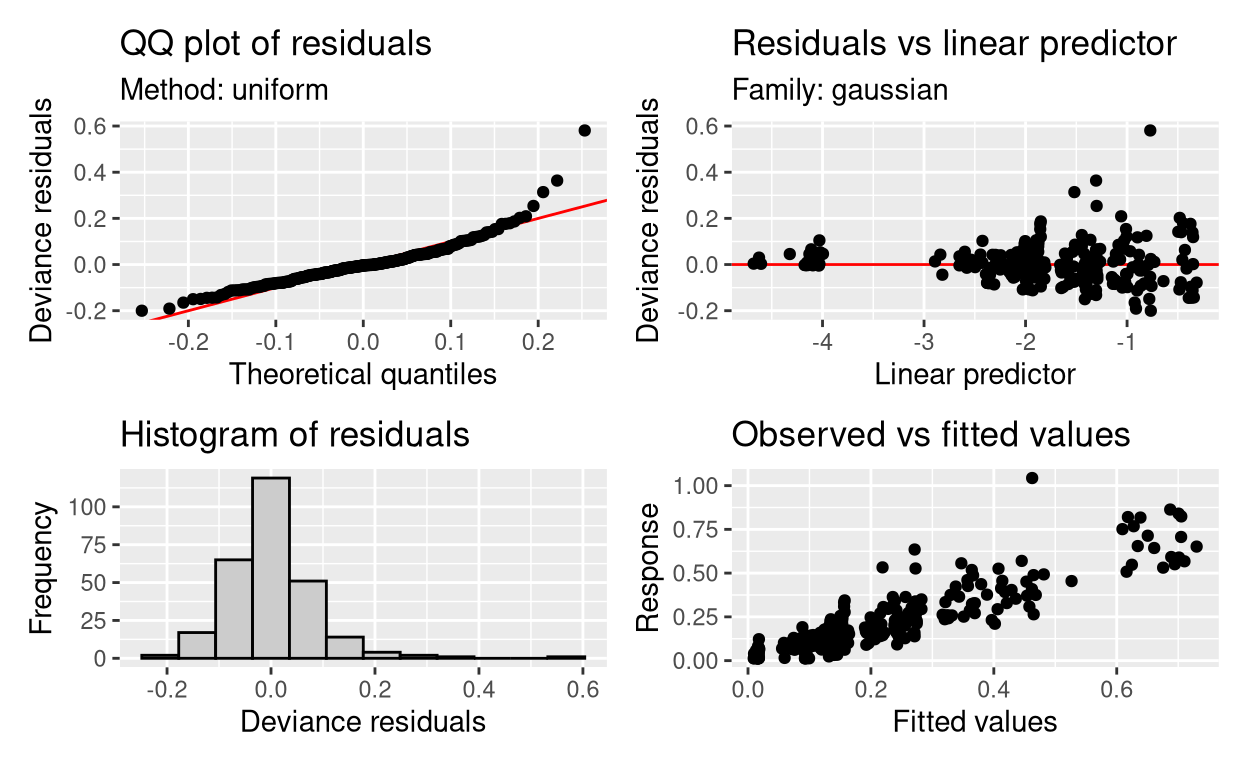 QQ plot of residuals
Method: uniform
Deviance residuals
0.6
0.4
0.2
0.0
-0.2
-0.2
-0.1
0.0
0.1
0.2
Theoretical quantiles
Residuals vs linear predictor
Family: gaussian
Deviance residuals
0.6
0.4
0.2
0.0
-0.2
-4
-3
-2
-1
Linear predictor
Histogram of residuals
Frequency
100
75
50
25
0
-0.2
0.0
0.2
0.4
0.6
Deviance residuals
Observed vs fitted values
Response
1.00
0.75
0.50
0.25
0.00
0.0
0.2
0.4
0.6
Fitted values